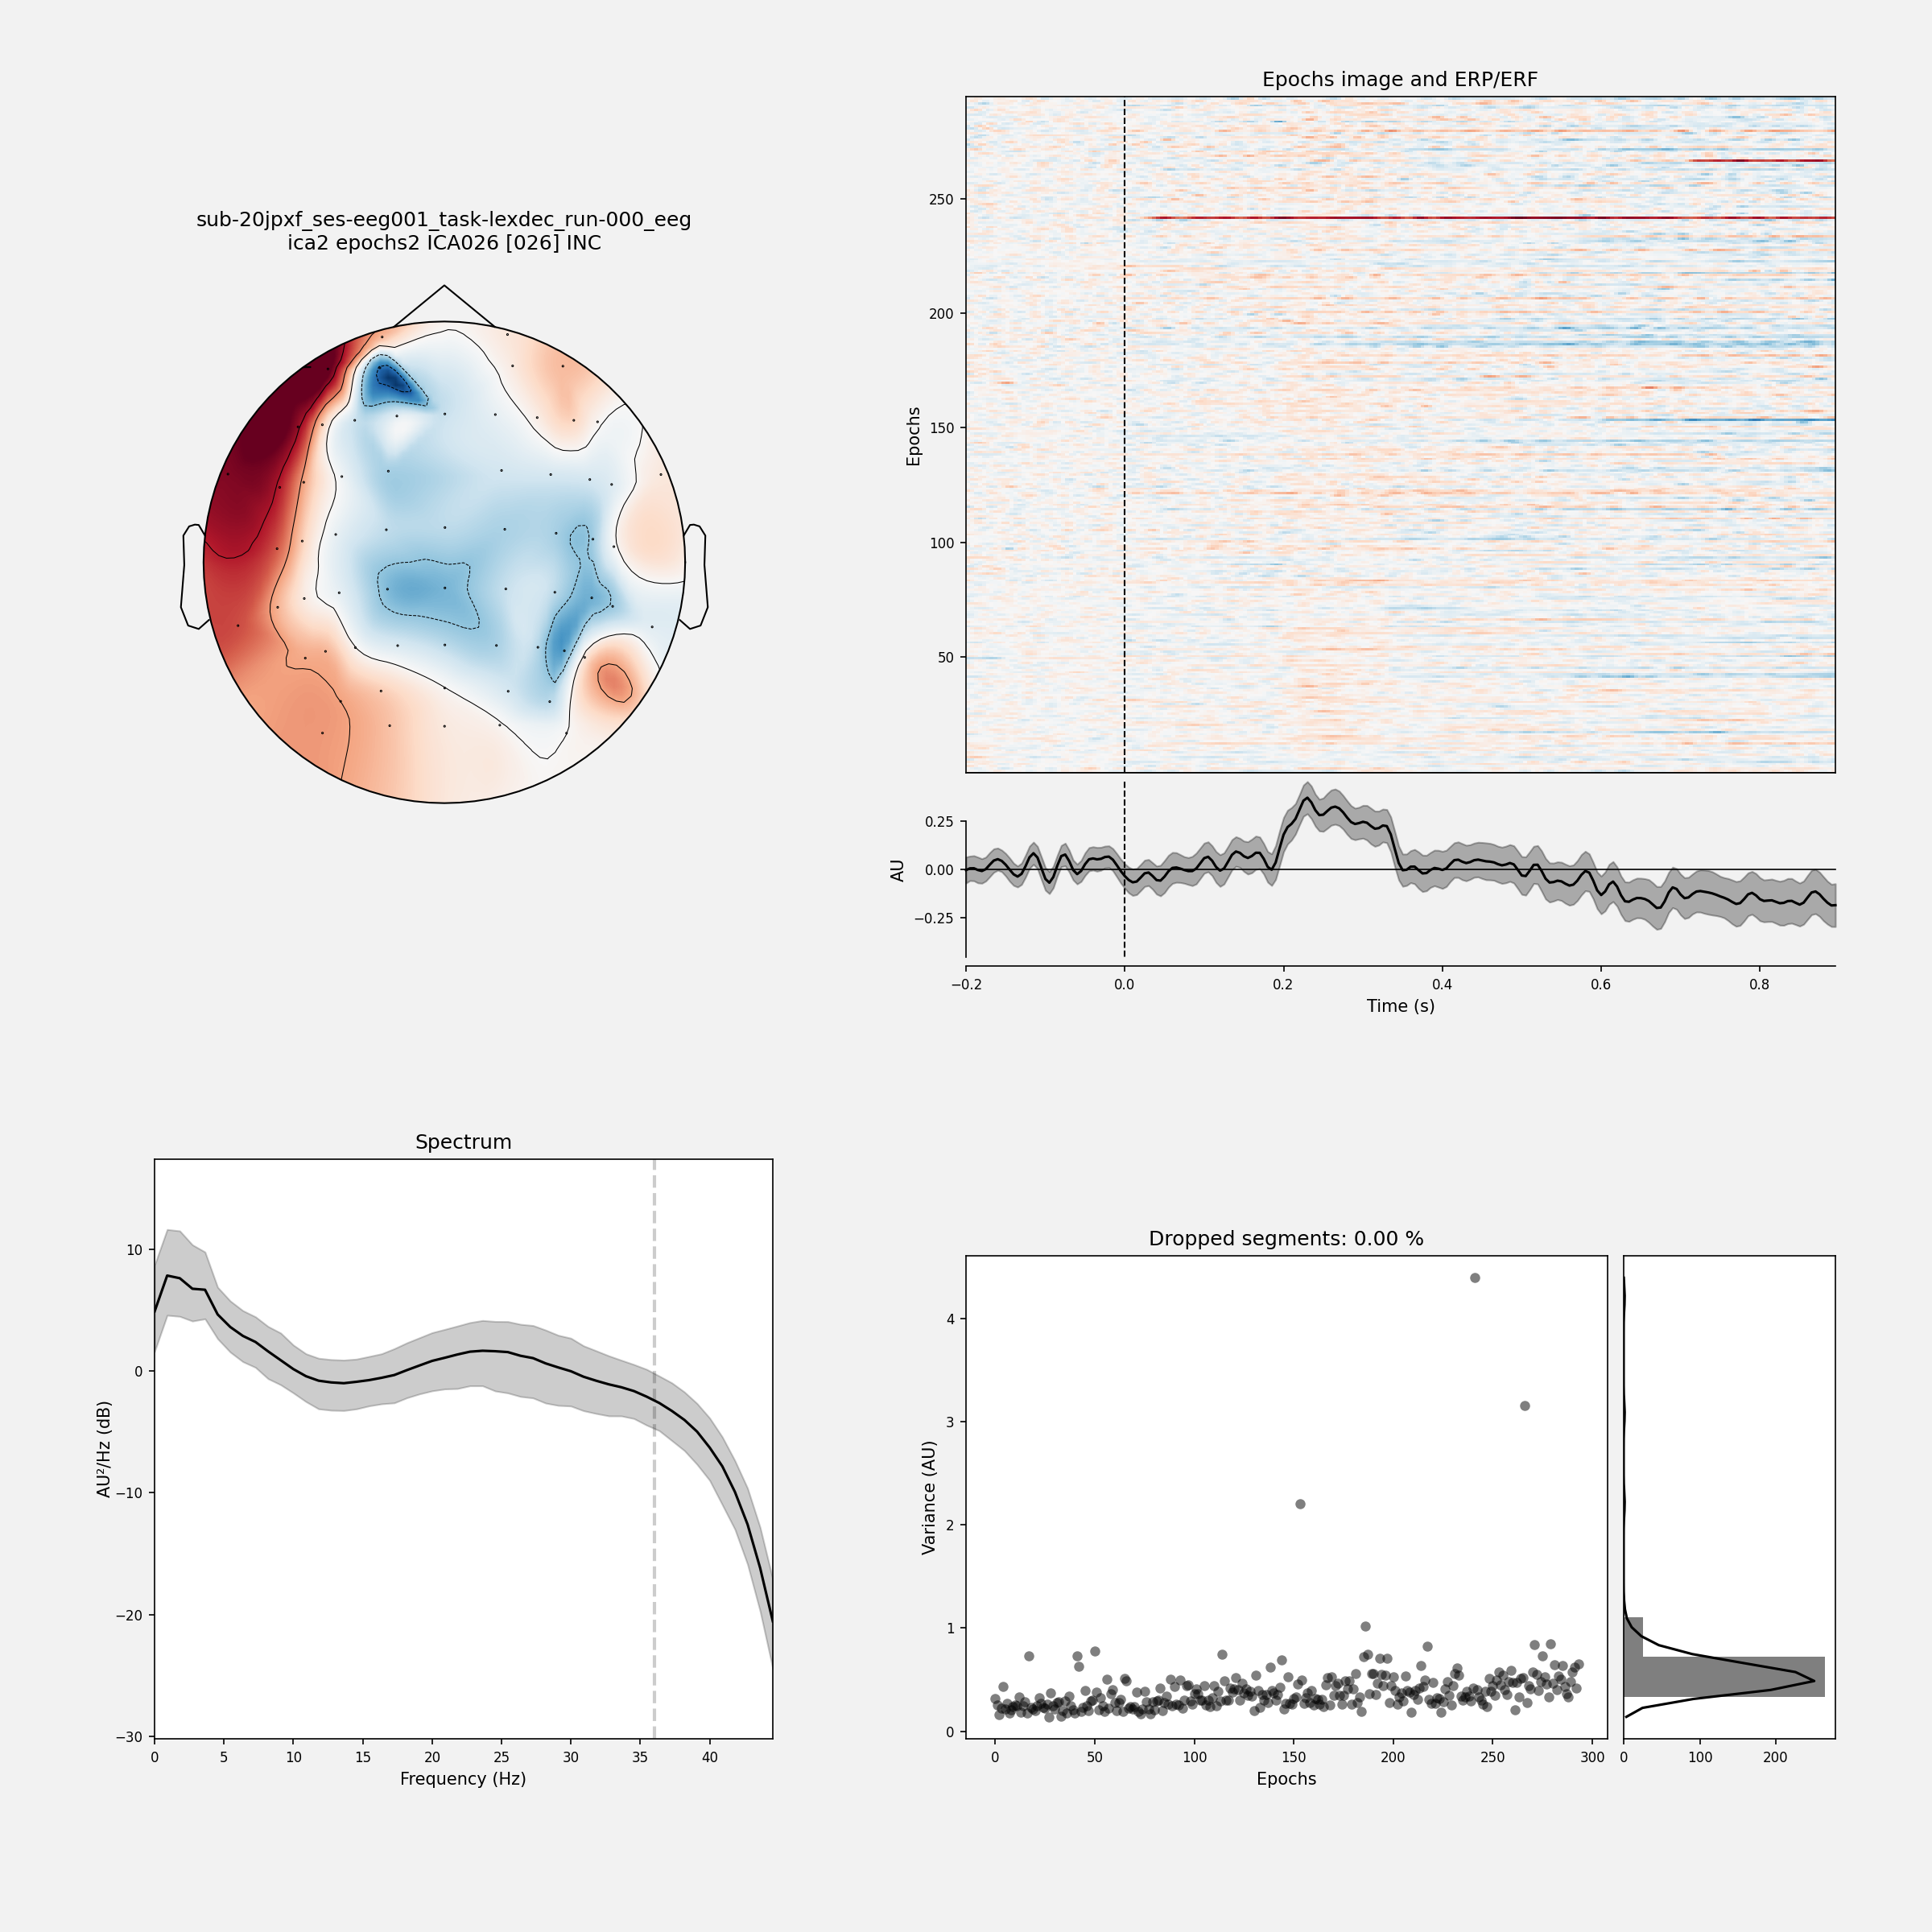 sub-20jpxf_ses-eeg001_task-lexdec_run-000_eeg
ica2 epochs2 ICA026 [026] INC
Epochs image and ERP/ERF
Epochs
250
200
150
100
50
AU
0.25
0.00
−0.25
−0.2 0.0 0.2 0.4 0.6 0.8
Time (s)
Spectrum
AU²/Hz (dB)
10
0
−10
−20
−30
0 5 10 15 20 25 30 35 40
Frequency (Hz)
Dropped segments: 0.00 %
Variance (AU)
4
3
2
1
0
0 50 100 150 200 250 300
Epochs
0 100 200